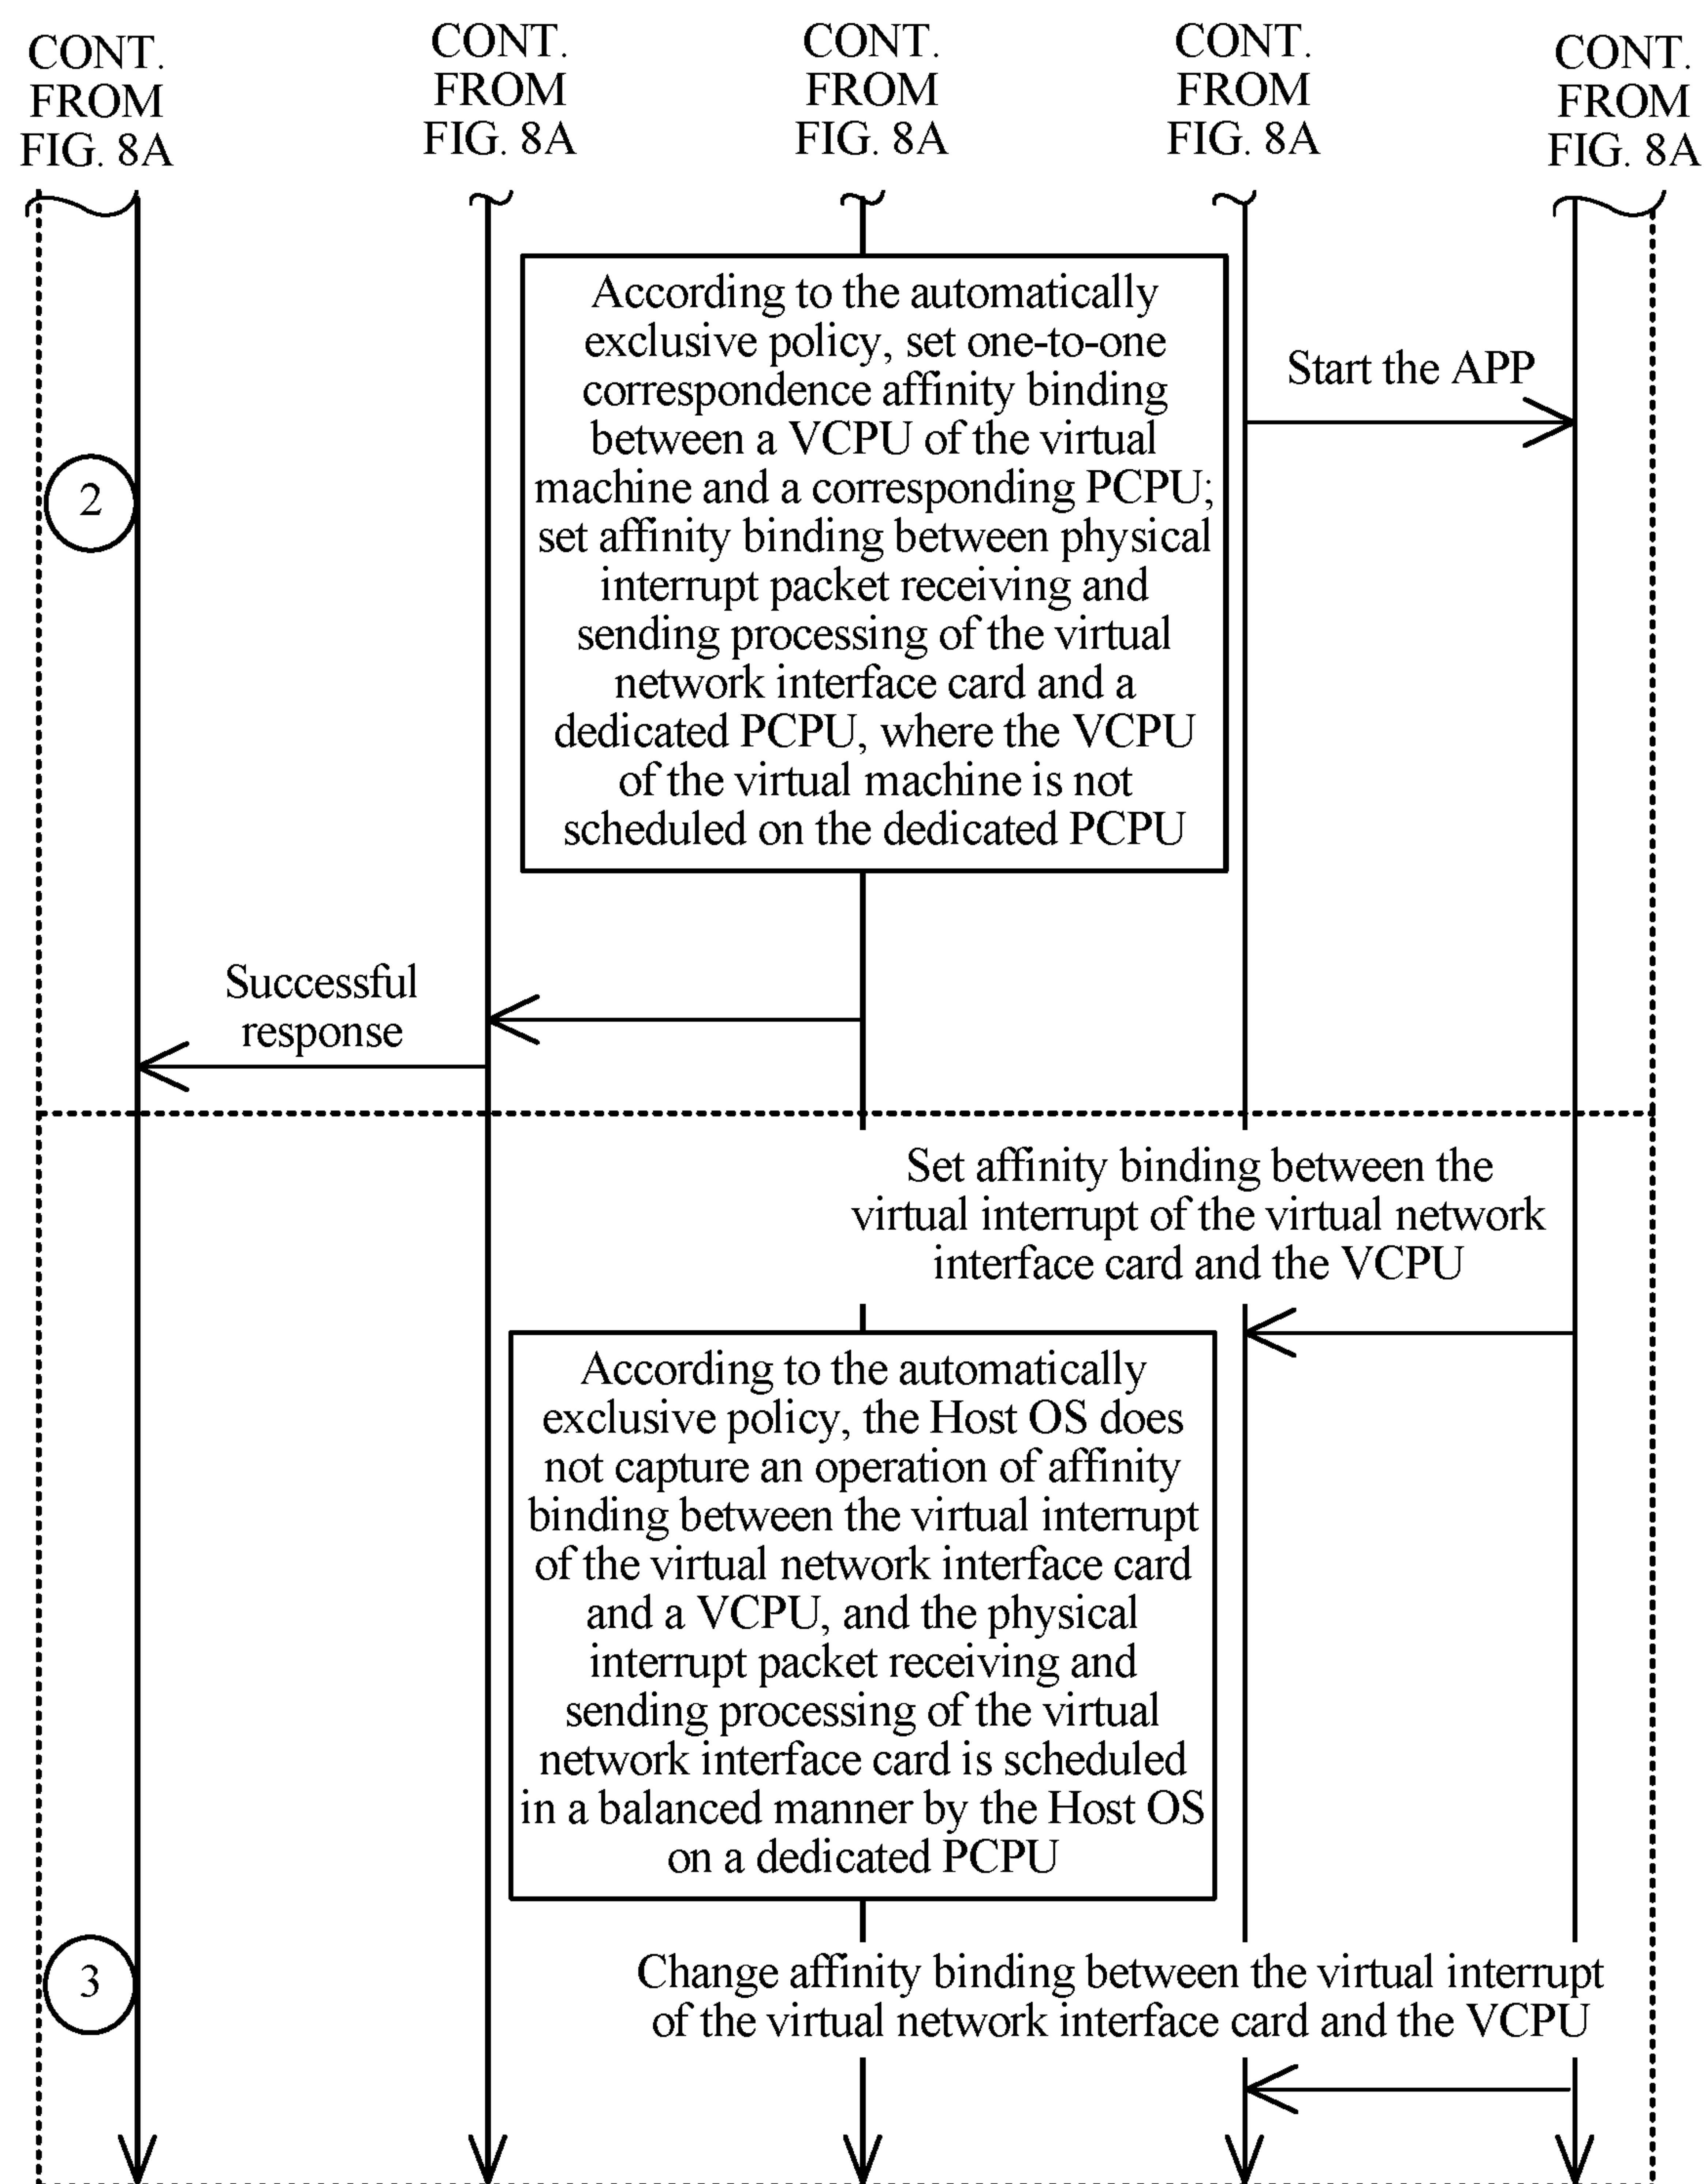 CONT.
FROM
FIG. 8A
CONT.
FROM
FIG. 8A
CONT.
FROM
FIG. 8A
CONT.
FROM
FIG. 8A
CONT.
FROM
FIG. 8A
According to the automatically
exclusive policy, set one-to-one
correspondence affinity binding
between a VCPU of the virtual
machine and a corresponding PCPU;
set affinity binding between physical
interrupt packet receiving and
sending processing of the virtual
network interface card and a
dedicated PCPU, where the VCPU
of the virtual machine is not
scheduled on the dedicated PCPU
Start the APP
2
Successful
response
Set affinity binding between the
virtual interrupt of the virtual network
interface card and the VCPU
According to the automatically
exclusive policy, the Host OS does
not capture an operation of affinity
binding between the virtual interrupt
of the virtual network interface card
and a VCPU, and the physical
interrupt packet receiving and
sending processing of the virtual
network interface card is scheduled
in a balanced manner by the Host OS
on a dedicated PCPU
3
Change affinity binding between the virtual interrupt
of the virtual network interface card and the VCPU